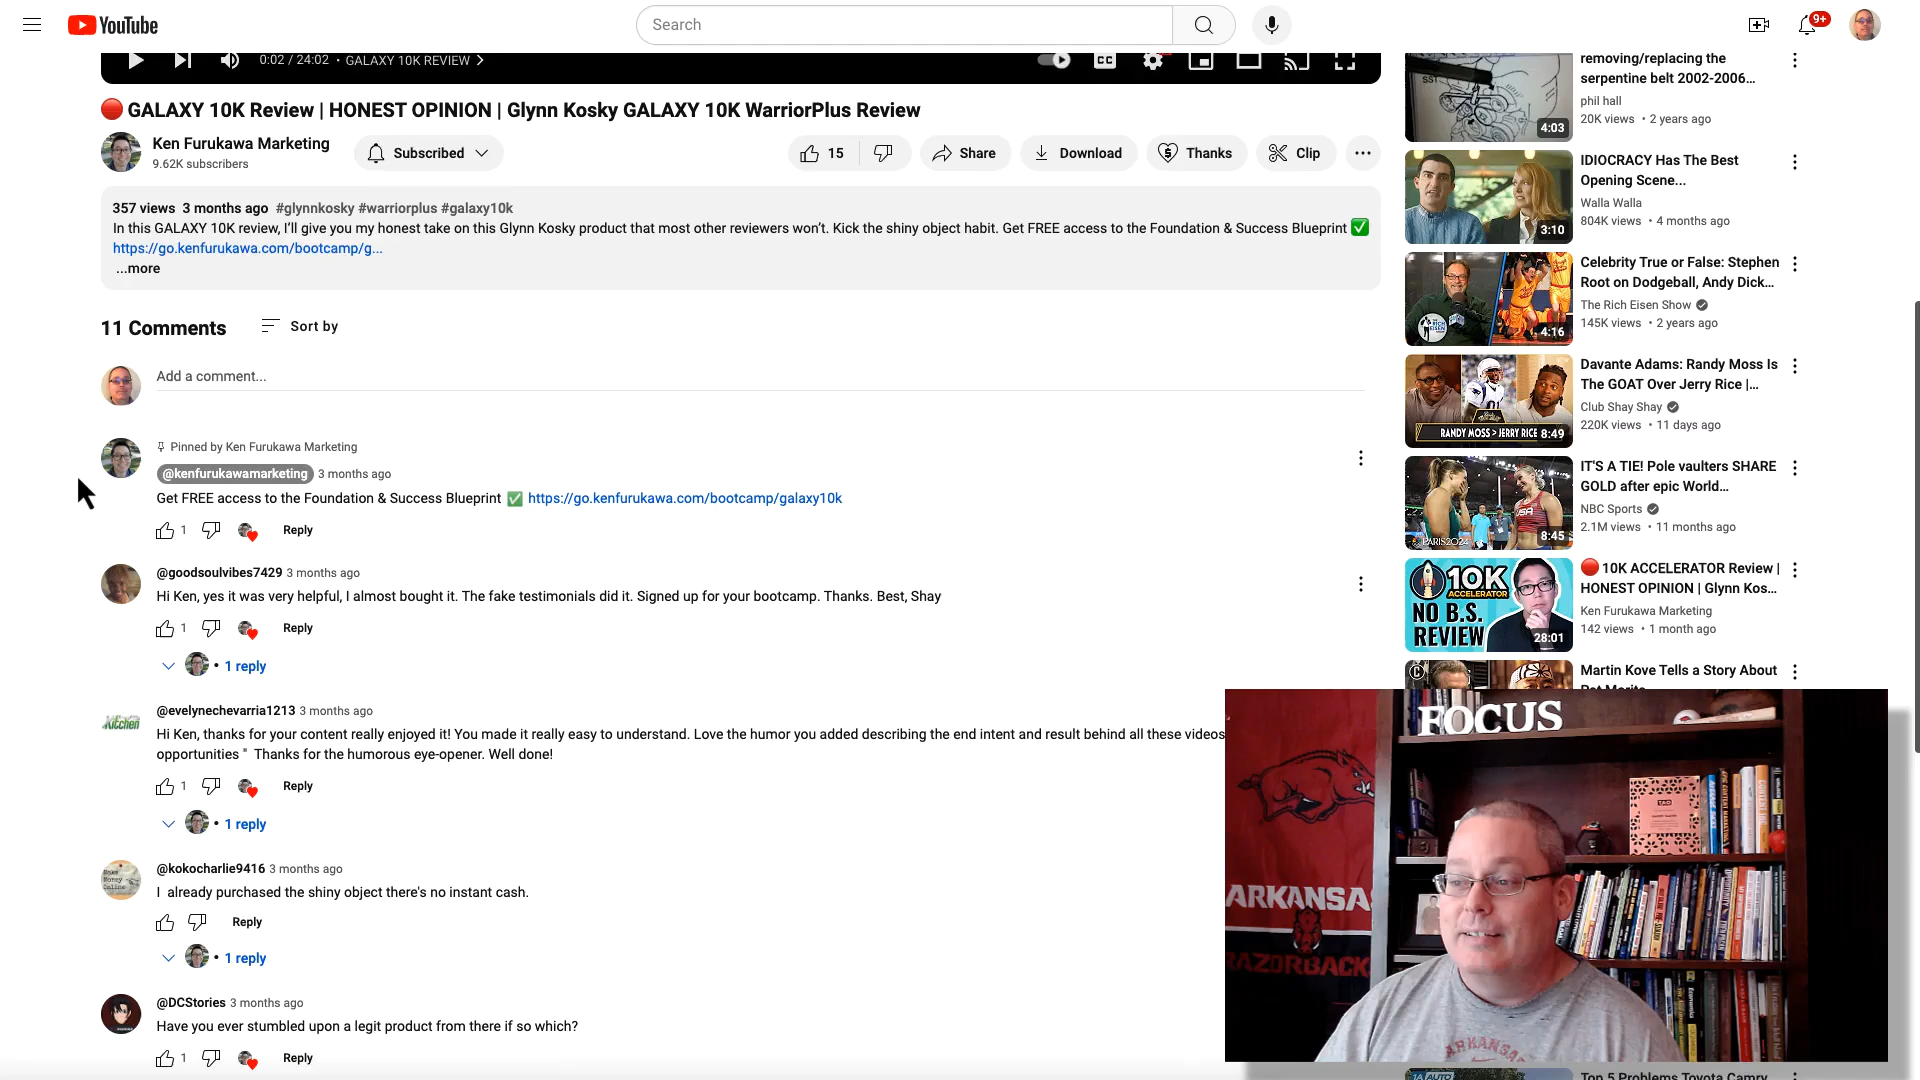 YouTube
Search
9+
0:02 / 24:02 • GALAXY 10K REVIEW
CC
GALAXY 10K Review | HONEST OPINION | Glynn Kosky GALAXY 10K WarriorPlus Review
Ken Furukawa Marketing
9.62K subscribers
Subscribed
15
Share
Download
Thanks
Clip
357 views 3 months ago #glynnkosky #warriorplus #galaxy10k
In this GALAXY 10K review, I'll give you my honest take on this Glynn Kosky product that most other reviewers won't. Kick the shiny object habit. Get FREE access to the Foundation & Success Blueprint ✅
https://go.kenfurukawa.com/bootcamp/g...
...more
11 Comments
Sort by
Add a comment...
Pinned by Ken Furukawa Marketing
@kenfurukawamarketing 3 months ago
Get FREE access to the Foundation & Success Blueprint ✅ https://go.kenfurukawa.com/bootcamp/galaxy10k
1
Reply
@goodsoulvibes7429 3 months ago
Hi Ken, yes it was very helpful, I almost bought it. The fake testimonials did it. Signed up for your bootcamp. Thanks. Best, Shay
1
Reply
• 1 reply
Kitchen
@evelynechevarria1213 3 months ago
Hi Ken, thanks for your content really enjoyed it! You made it really easy to understand. Love the humor you added describing the end intent and result behind all these videos
opportunities " Thanks for the humorous eye-opener. Well done!
1
Reply
• 1 reply
Make Money Online
@kokocharlie9416 3 months ago
I already purchased the shiny object there's no instant cash.
Reply
• 1 reply
@DCStories 3 months ago
Have you ever stumbled upon a legit product from there if so which?
1
Reply
removing/replacing the
serpentine belt 2002-2006...
phil hall
20K views • 2 years ago
4:03
IDIOCRACY Has The Best
Opening Scene...
Walla Walla
804K views • 4 months ago
3:10
Celebrity True or False: Stephen
Root on Dodgeball, Andy Dick...
The Rich Eisen Show
145K views • 2 years ago
4:16
Davante Adams: Randy Moss Is
The GOAT Over Jerry Rice |...
Club Shay Shay
220K views • 11 days ago
RANDY MOSS > JERRY RICE 8:49
IT'S A TIE! Pole vaulters SHARE
GOLD after epic World...
NBC Sports
2.1M views • 11 months ago
USA
PARIS2024
8:45
10K ACCELERATOR Review |
HONEST OPINION | Glynn Kos...
Ken Furukawa Marketing
142 views • 1 month ago
10K
ACCELERATOR
NO B.S.
REVIEW
28:01
Martin Kove Tells a Story About
Pat Morita
FOCUS
TAO
ARKANSA
RAZORBACK
ARKANSAS
Top 5 Problems Toyota Camry